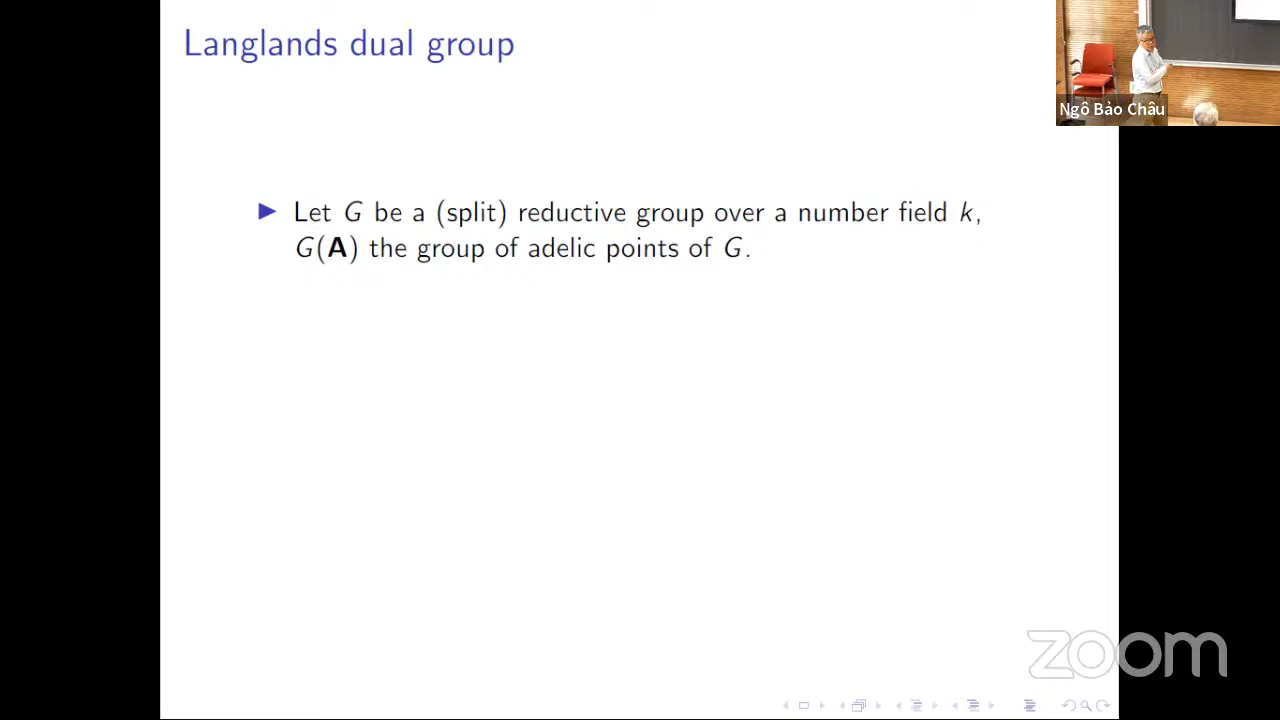 Langlands dual group
Ngô Bảo Châu
Let G be a (split) reductive group over a number field k,
G(A) the group of adelic points of G.
zoom